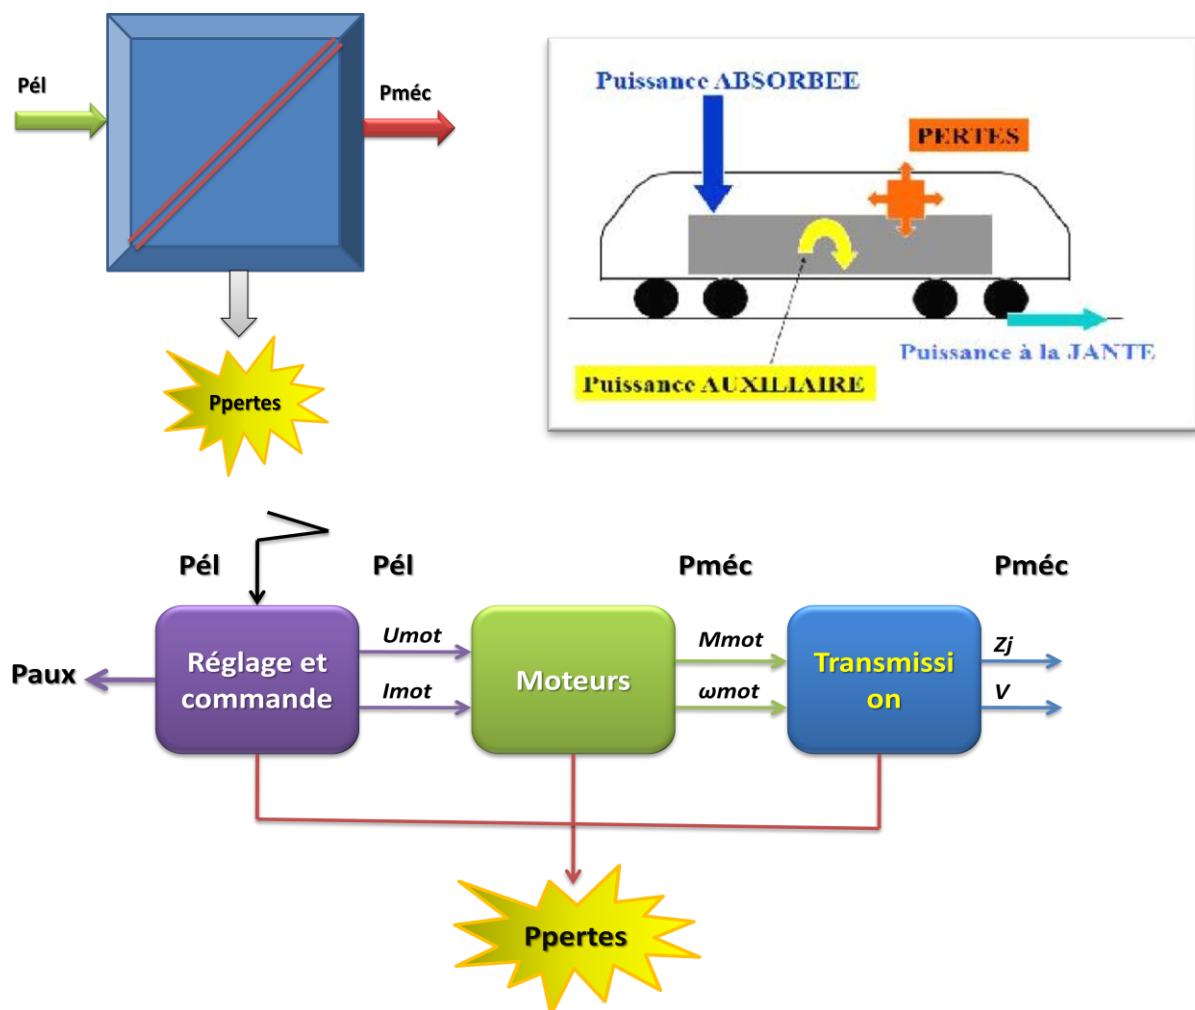 Pél
Pméc
Ppertes
Puissance ABSORBEE
PERTES
Puissance à la JANTE
Puissance AUXILIAIRE
Pél
Pél
Pméc
Pméc
Paux
Réglage et
commande
Umot
Imot
Moteurs
Mmot
ωmot
Transmissi
on
Zj
V
Ppertes